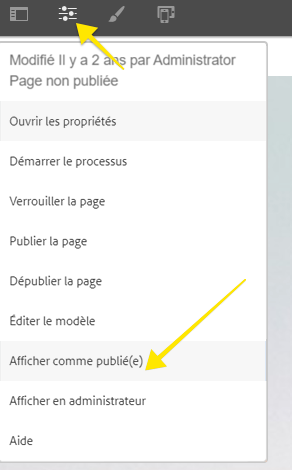 Modifié Il y a 2 ans par Administrator
Page non publiée
Ouvrir les propriétés
Démarrer le processus
Verrouiller la page
Publier la page
Dépublier la page
Éditer le modèle
Afficher comme publié(e)
Afficher en administrateur
Aide